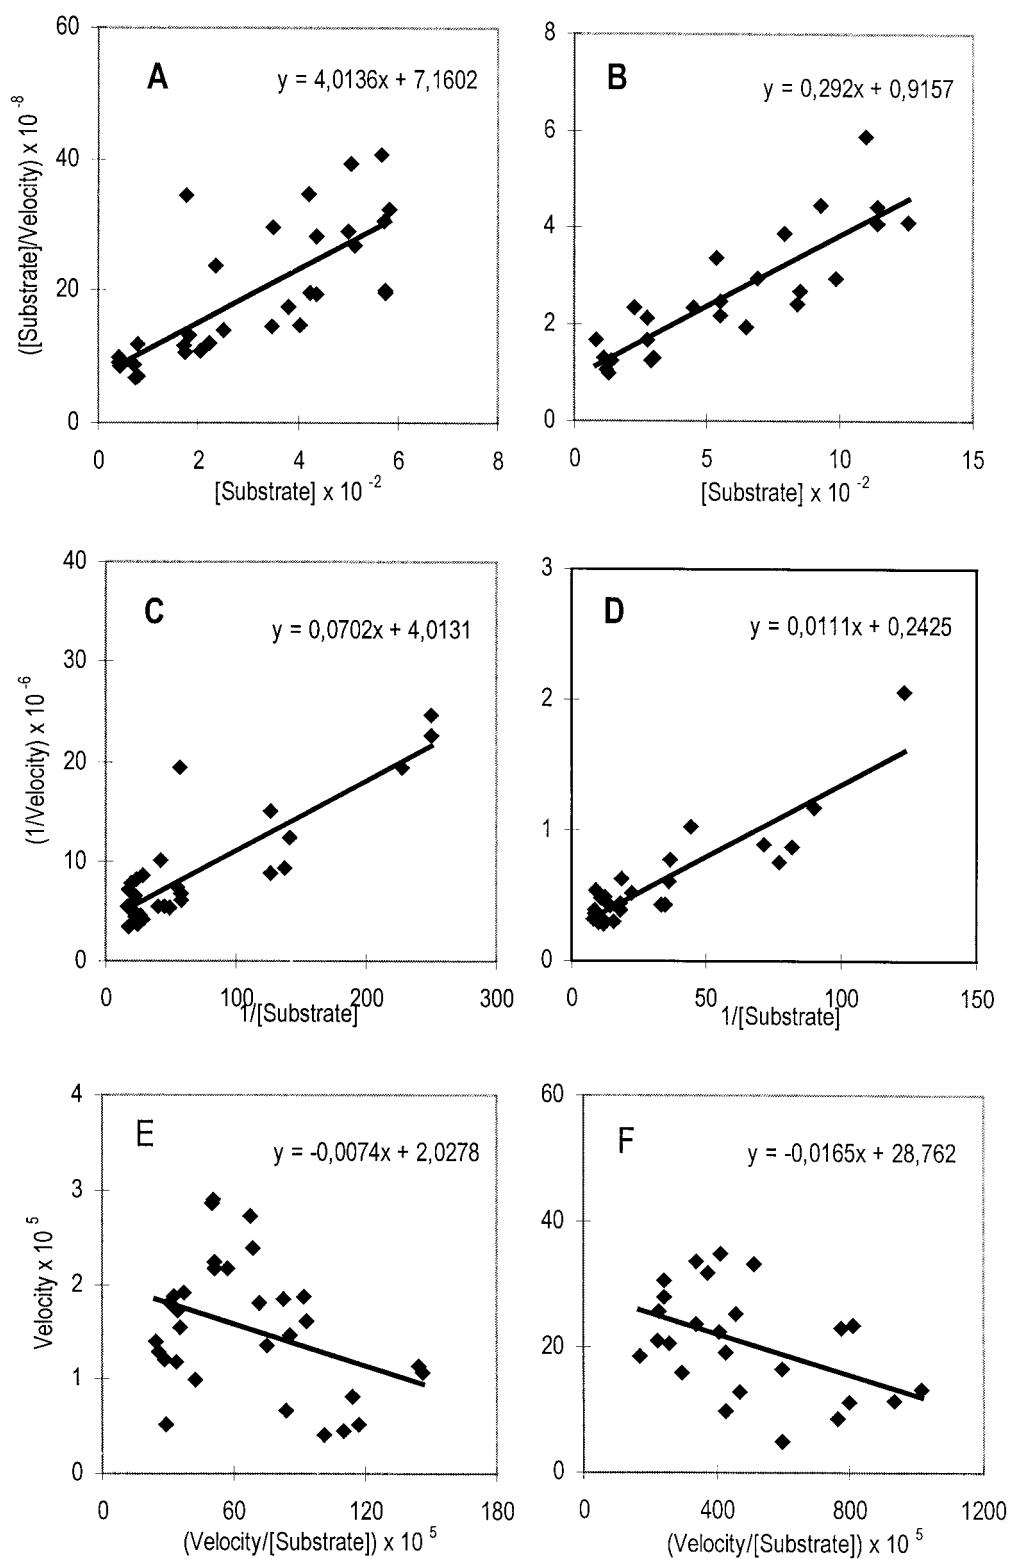 A
y = 4,0136x + 7,1602
([Substrate]/Velocity) x 10 -8
60
40
20
0
0 2 4 6 8
[Substrate] x 10 -2
B
y = 0,292x + 0,9157
8
6
4
2
0
0 5 10 15
[Substrate] x 10 -2
C
y = 0,0702x + 4,0131
(1/Velocity) x 10 -6
40
30
20
10
0
0 100 200 300
1/[Substrate]
D
y = 0,0111x + 0,2425
3
2
1
0
0 50 100 150
1/[Substrate]
E
y = -0,0074x + 2,0278
Velocity x 10 5
4
3
2
1
0
0 60 120 180
(Velocity/[Substrate]) x 10 5
F
y = -0,0165x + 28,762
60
40
20
0
0 400 800 1200
(Velocity/[Substrate]) x 10 5